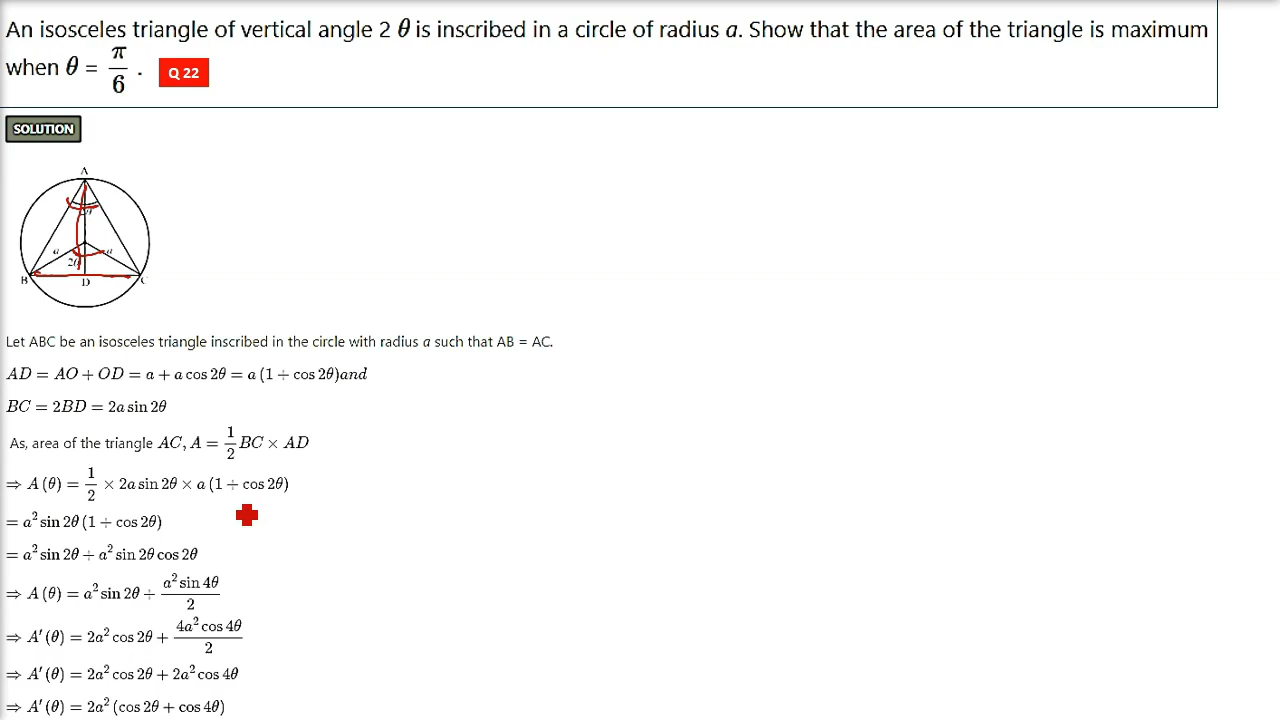 An isosceles triangle of vertical angle 2 θ is inscribed in a circle of radius a. Show that the area of the triangle is maximum
when θ = π/6 . Q 22
SOLUTION
A
θ
a a
2θ
B D C
Let ABC be an isosceles triangle inscribed in the circle with radius a such that AB = AC.
AD = AO + OD = a + a cos 2θ = a (1 + cos 2θ)and
BC = 2BD = 2a sin 2θ
As, area of the triangle AC, A = 1/2 BC × AD
⇒ A (θ) = 1/2 × 2a sin 2θ × a (1 + cos 2θ)
= a² sin 2θ (1 + cos 2θ)
= a² sin 2θ + a² sin 2θ cos 2θ
⇒ A (θ) = a² sin 2θ + a² sin 4θ/2
⇒ A′ (θ) = 2a² cos 2θ + 4a² cos 4θ/2
⇒ A′ (θ) = 2a² cos 2θ + 2a² cos 4θ
⇒ A′ (θ) = 2a² (cos 2θ + cos 4θ)